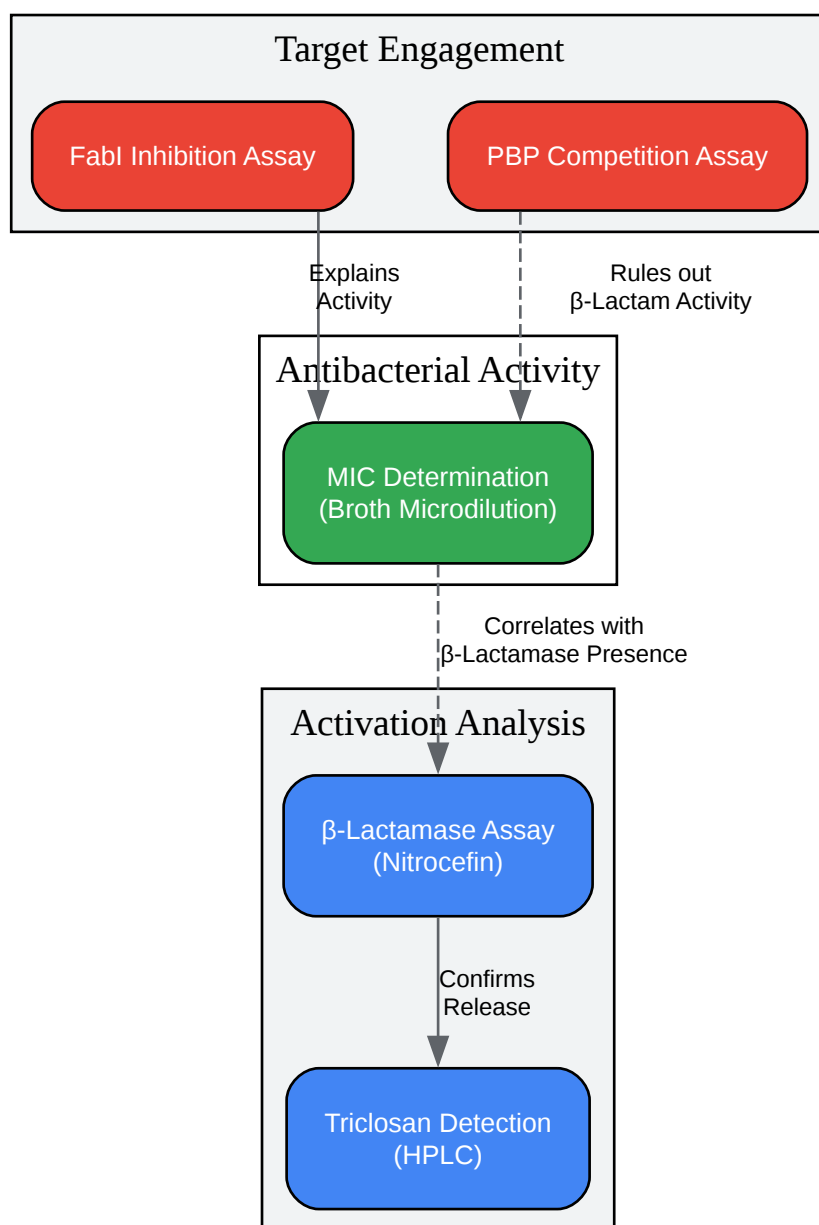 Target Engagement
FabI Inhibition Assay
PBP Competition Assay
Explains
Activity
Rules out
β-Lactam Activity
Antibacterial Activity
MIC Determination
(Broth Microdilution)
Correlates with
β-Lactamase Presence
Activation Analysis
β-Lactamase Assay
(Nitrocefin)
Confirms
Release
Triclosan Detection
(HPLC)